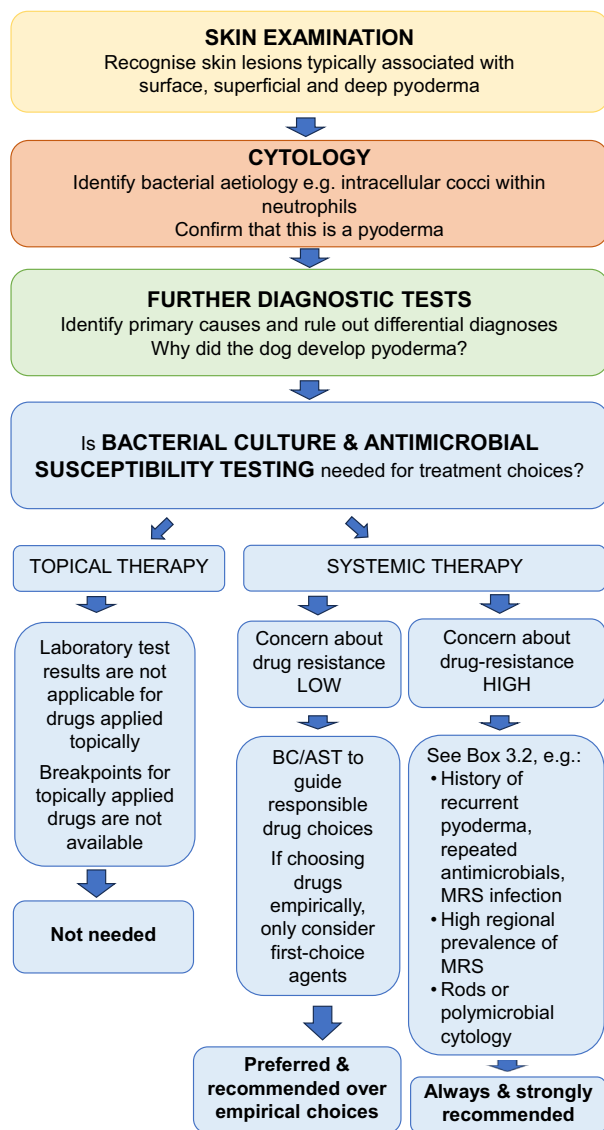 SKIN EXAMINATION
Recognise skin lesions typically associated with
surface, superficial and deep pyoderma
CYTOLOGY
Identify bacterial aetiology e.g. intracellular cocci within
neutrophils
Confirm that this is a pyoderma
FURTHER DIAGNOSTIC TESTS
Identify primary causes and rule out differential diagnoses
Why did the dog develop pyoderma?
Is BACTERIAL CULTURE & ANTIMICROBIAL
SUSCEPTIBILITY TESTING needed for treatment choices?
TOPICAL THERAPY
Laboratory test
results are not
applicable for
drugs applied
topically
Breakpoints for
topically applied
drugs are not
available
Not needed
SYSTEMIC THERAPY
Concern about
drug resistance
LOW
BC/AST to
guide
responsible
drug choices
If choosing
drugs
empirically,
only consider
first-choice
agents
Preferred &
recommended over
empirical choices
Concern about
drug-resistance
HIGH
See Box 3.2, e.g.:
• History of
recurrent
pyoderma,
repeated
antimicrobials,
MRS infection
• High regional
prevalence of
MRS
• Rods or
polymicrobial
cytology
Always & strongly
recommended